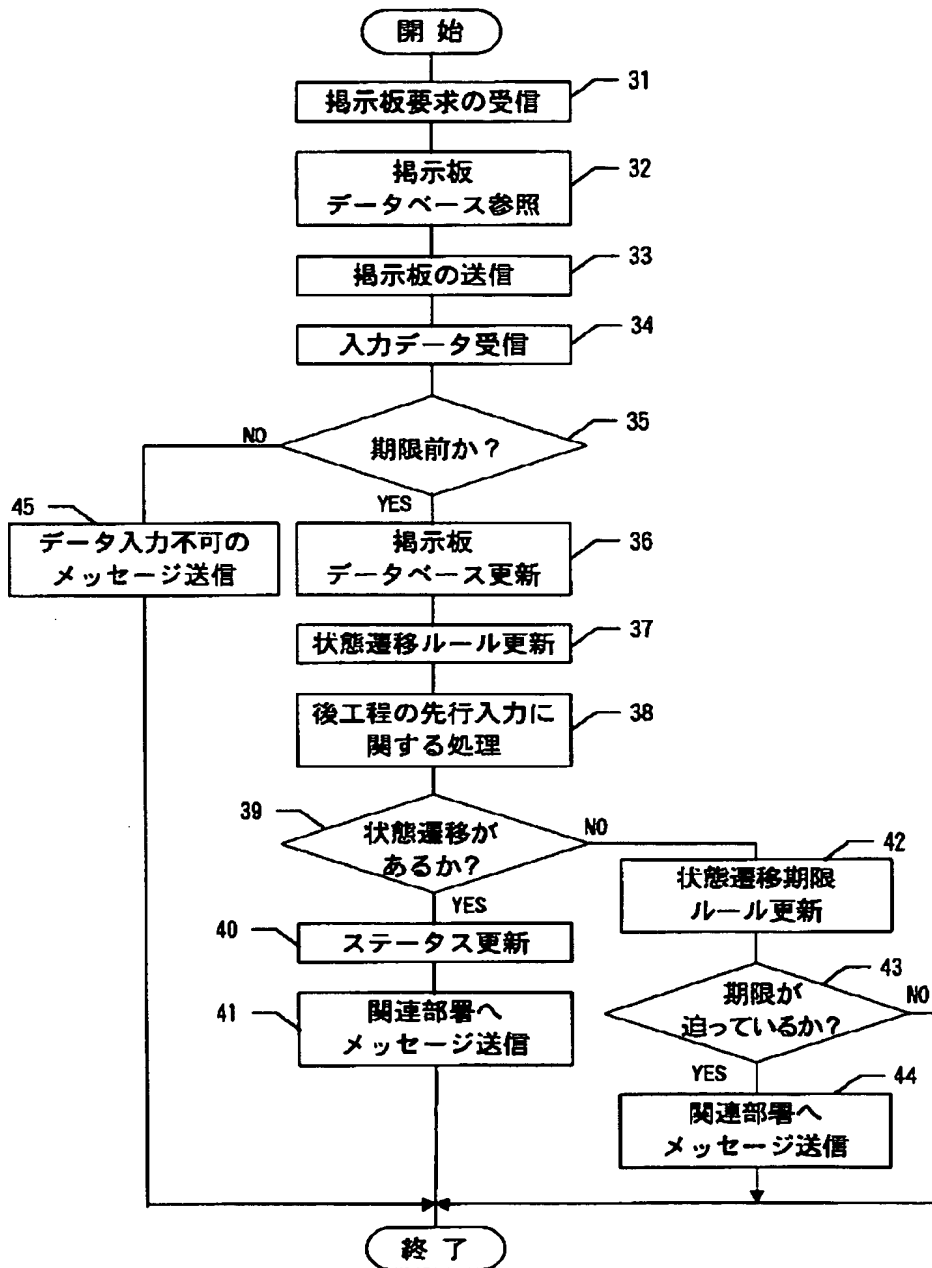 開 始
31
掲示板要求の受信
32
掲示板
データベース参照
33
掲示板の送信
34
入力データ受信
35
期限前か？
NO
YES
45
データ入力不可の
メッセージ送信
36
掲示板
データベース更新
37
状態遷移ルール更新
38
後工程の先行入力に
関する処理
39
状態遷移が
あるか？
NO
YES
42
状態遷移期限
ルール更新
40
ステータス更新
43
期限が
迫っているか？
NO
YES
41
関連部署へ
メッセージ送信
44
関連部署へ
メッセージ送信
終 了